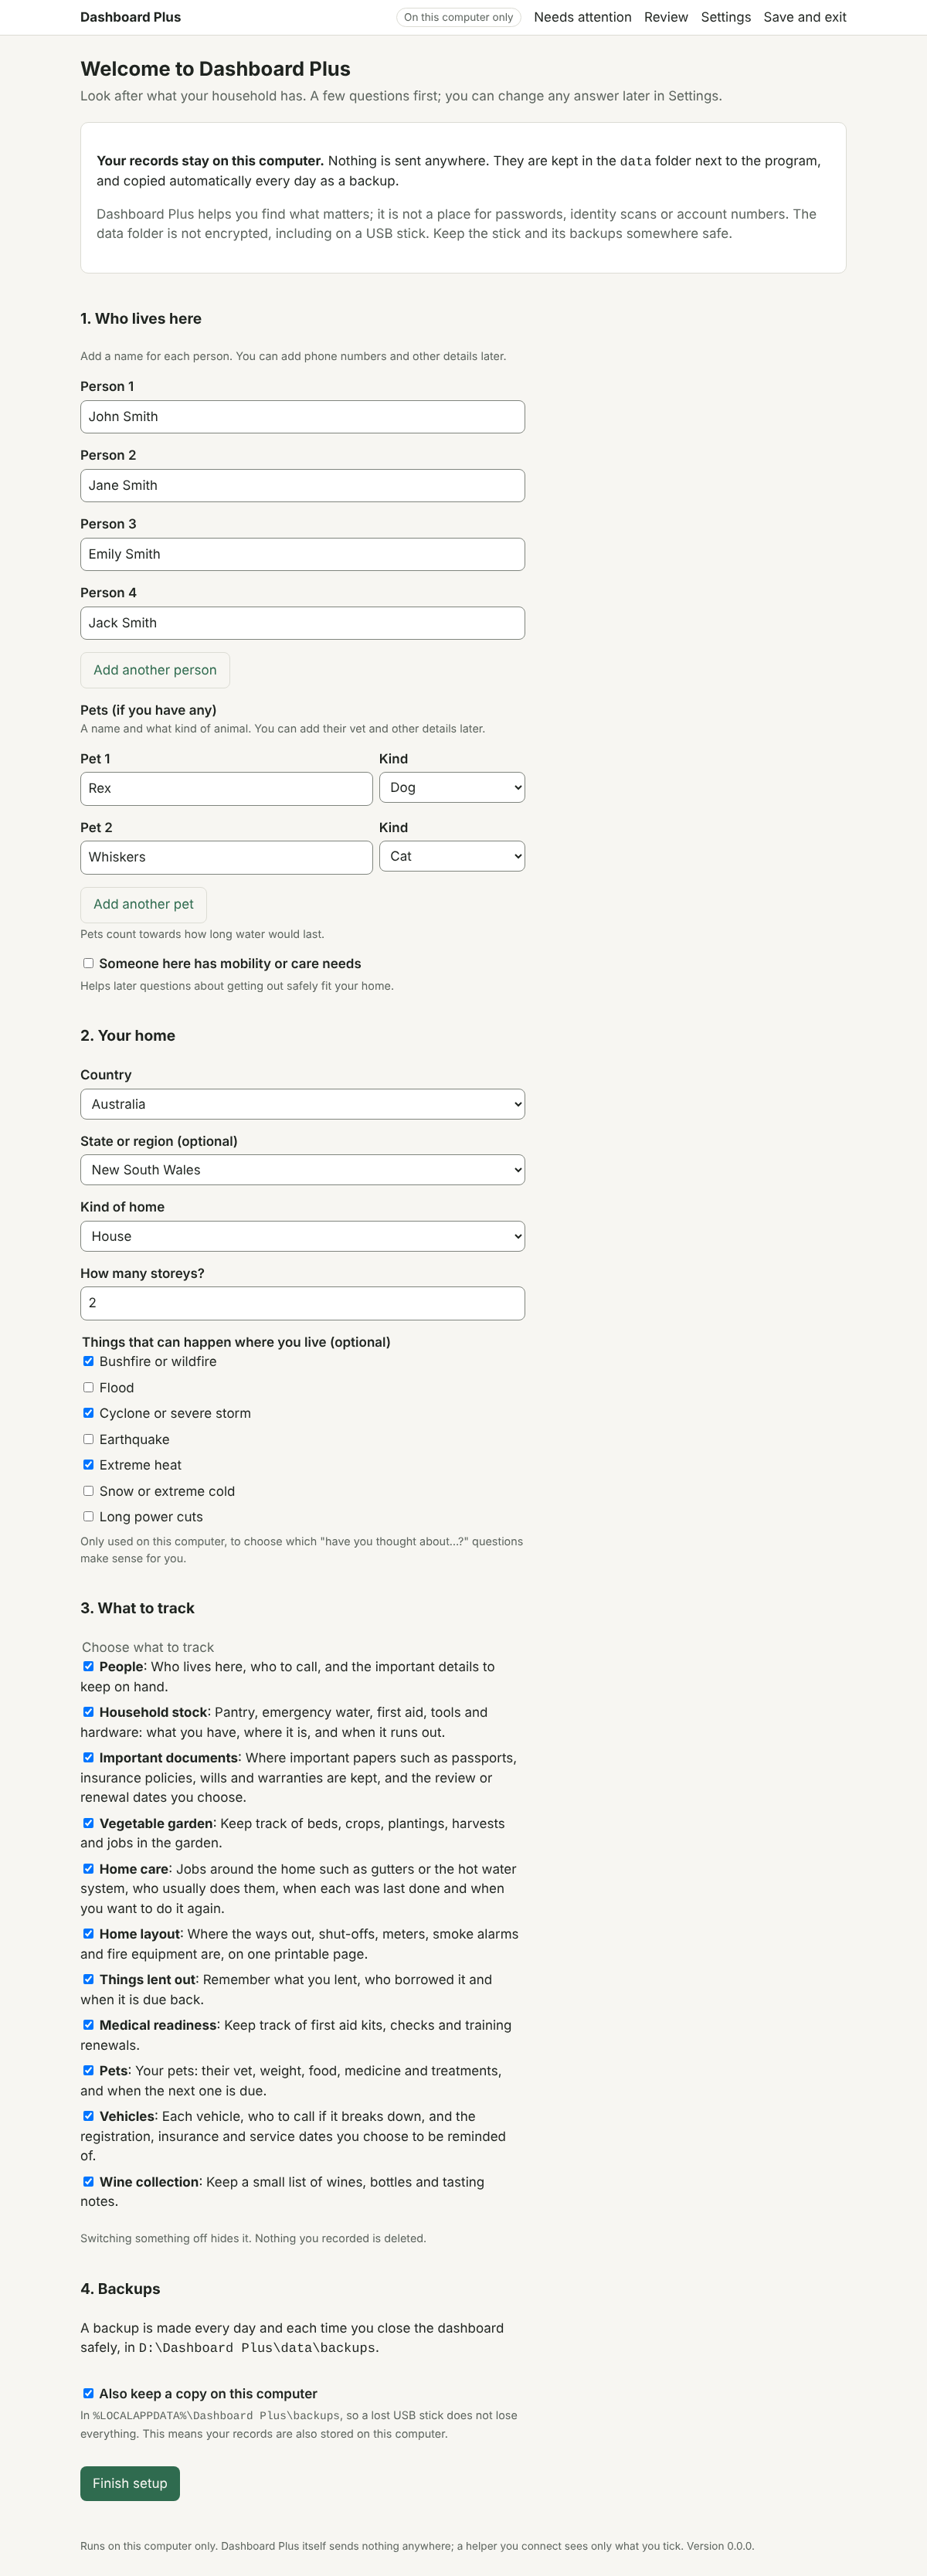 Dashboard Plus
On this computer only
Needs attention
Review
Settings
Save and exit
Welcome to Dashboard Plus
Look after what your household has. A few questions first; you can change any answer later in Settings.
Your records stay on this computer. Nothing is sent anywhere. They are kept in the data folder next to the program,
and copied automatically every day as a backup.
Dashboard Plus helps you find what matters; it is not a place for passwords, identity scans or account numbers. The
data folder is not encrypted, including on a USB stick. Keep the stick and its backups somewhere safe.
1. Who lives here
Add a name for each person. You can add phone numbers and other details later.
Person 1
John Smith
Person 2
Jane Smith
Person 3
Emily Smith
Person 4
Jack Smith
Add another person
Pets (if you have any)
A name and what kind of animal. You can add their vet and other details later.
Pet 1
Kind
Rex
Dog
Pet 2
Kind
Whiskers
Cat
Add another pet
Pets count towards how long water would last.
Someone here has mobility or care needs
Helps later questions about getting out safely fit your home.
2. Your home
Country
Australia
State or region (optional)
New South Wales
Kind of home
House
How many storeys?
2
Things that can happen where you live (optional)
Bushfire or wildfire
Flood
Cyclone or severe storm
Earthquake
Extreme heat
Snow or extreme cold
Long power cuts
Only used on this computer, to choose which "have you thought about...?" questions
make sense for you.
3. What to track
Choose what to track
People: Who lives here, who to call, and the important details to
keep on hand.
Household stock: Pantry, emergency water, first aid, tools and
hardware: what you have, where it is, and when it runs out.
Important documents: Where important papers such as passports,
insurance policies, wills and warranties are kept, and the review or
renewal dates you choose.
Vegetable garden: Keep track of beds, crops, plantings, harvests
and jobs in the garden.
Home care: Jobs around the home such as gutters or the hot water
system, who usually does them, when each was last done and when
you want to do it again.
Home layout: Where the ways out, shut-offs, meters, smoke alarms
and fire equipment are, on one printable page.
Things lent out: Remember what you lent, who borrowed it and
when it is due back.
Medical readiness: Keep track of first aid kits, checks and training
renewals.
Pets: Your pets: their vet, weight, food, medicine and treatments,
and when the next one is due.
Vehicles: Each vehicle, who to call if it breaks down, and the
registration, insurance and service dates you choose to be reminded
of.
Wine collection: Keep a small list of wines, bottles and tasting
notes.
Switching something off hides it. Nothing you recorded is deleted.
4. Backups
A backup is made every day and each time you close the dashboard
safely, in D:\Dashboard Plus\data\backups.
Also keep a copy on this computer
In %LOCALAPPDATA%\Dashboard Plus\backups, so a lost USB stick does not lose
everything. This means your records are also stored on this computer.
Finish setup
Runs on this computer only. Dashboard Plus itself sends nothing anywhere; a helper you connect sees only what you tick. Version 0.0.0.